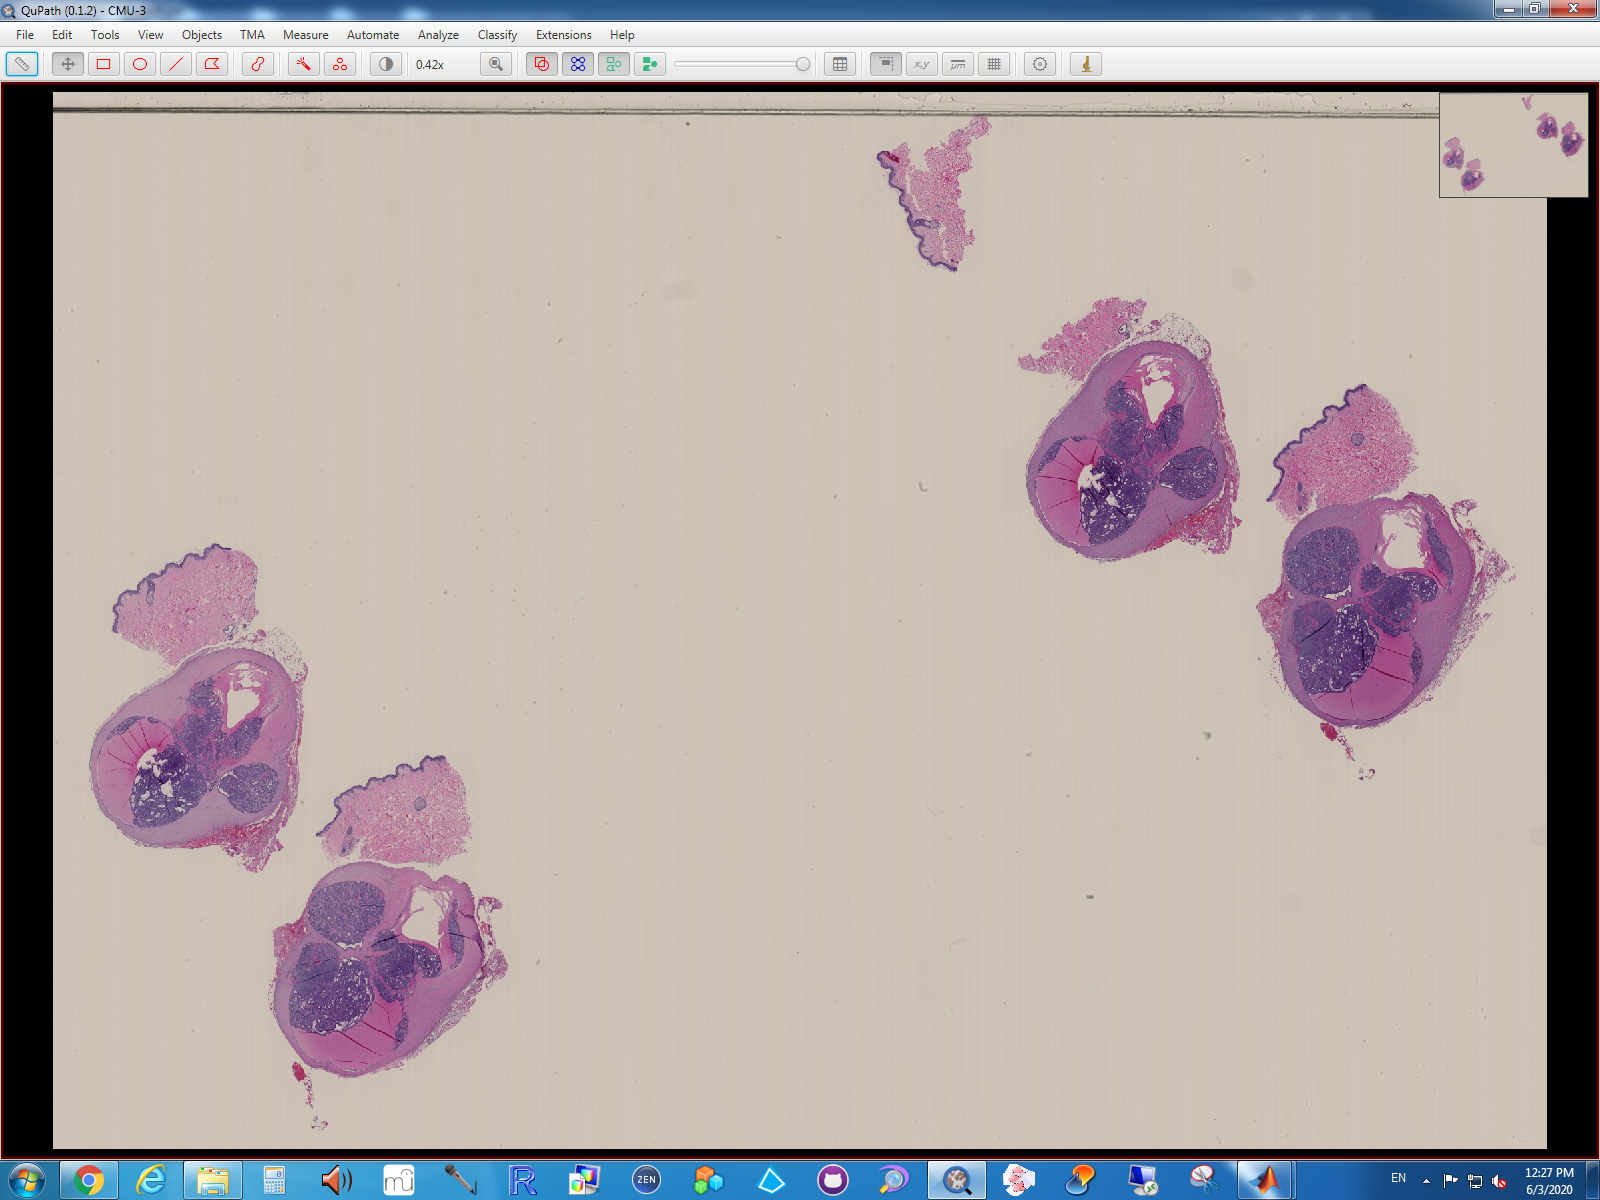 QuPath (0.1.2) - CMU-3
File Edit Tools View Objects TMA Measure Automate Analyze Classify Extensions Help
0.42x
x,y
μm
ZEN
EN
12:27 PM
6/3/2020